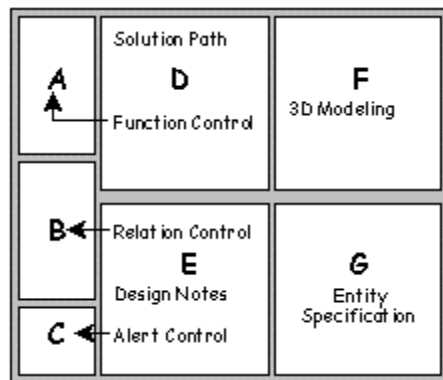 A
Solution Path
D
Function Control
F
3D Modeling
B
Relation Control
E
Design Notes
C
Alert Control
G
Entity
Specification